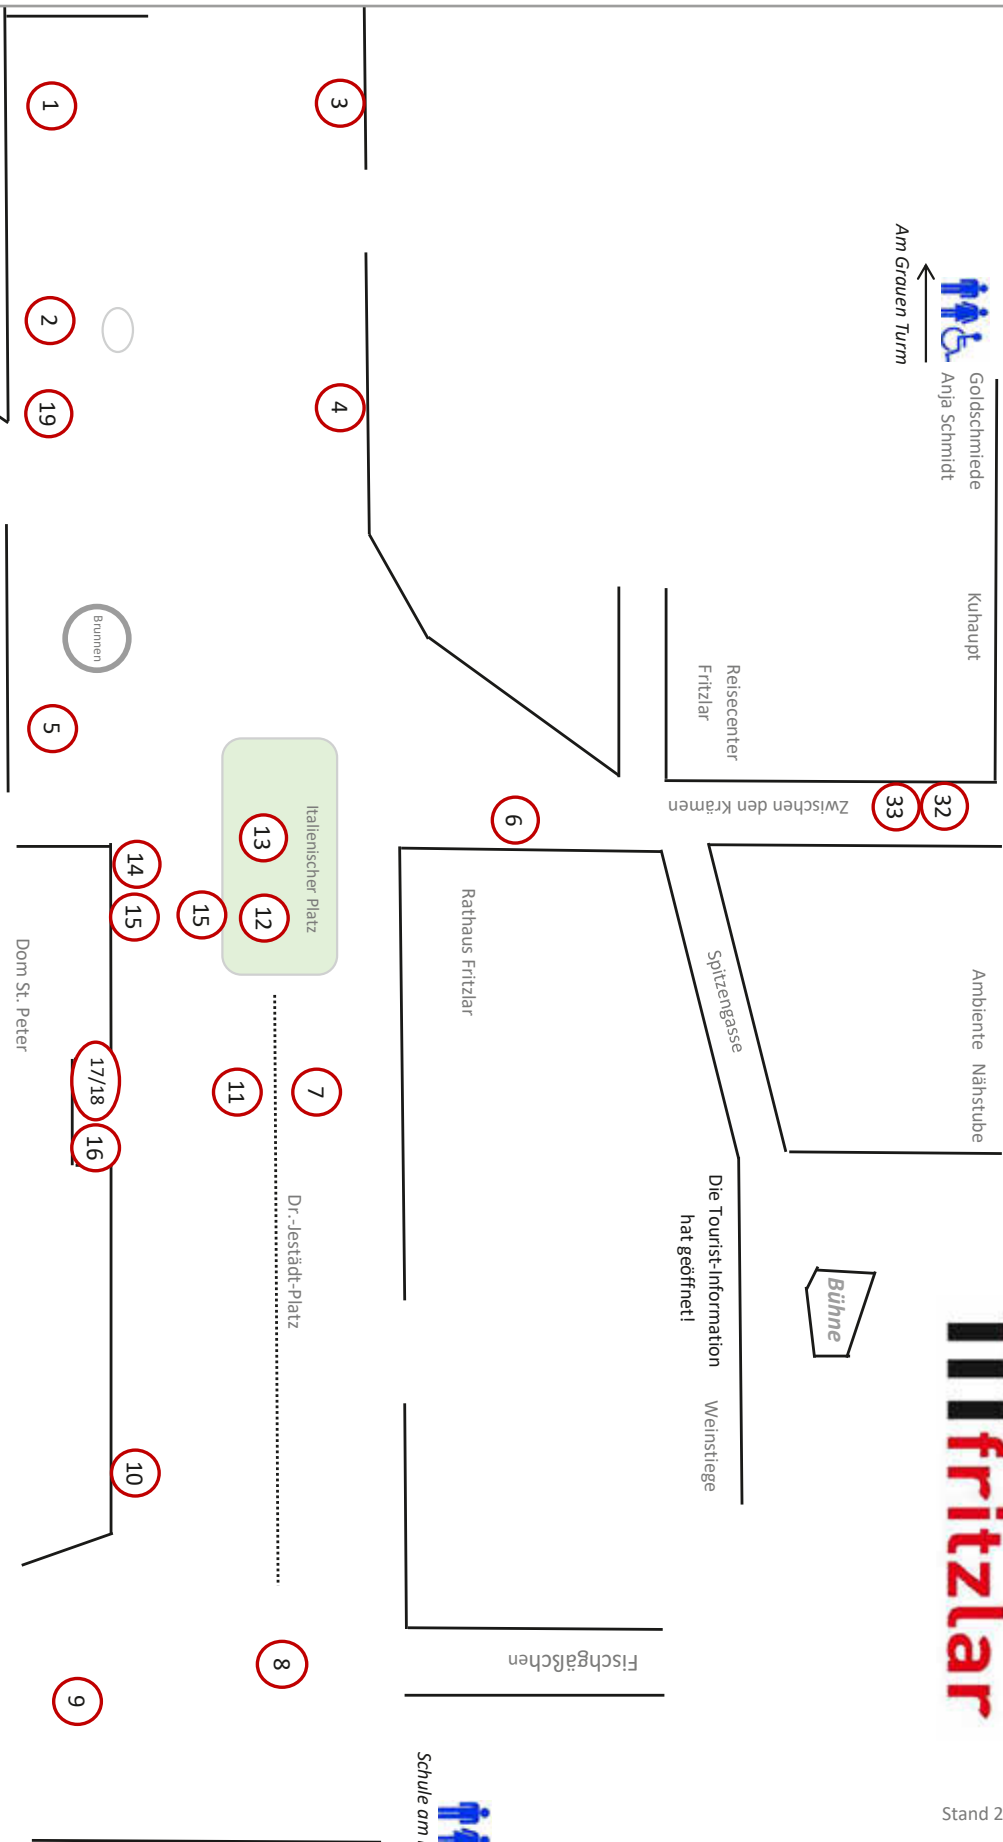 fritzlar
Stand 2
Goldschmiede
Anja Schmidt
Kuhaupt
Ambiente Nähstube
Am Grauen Turm
32
33
Zwischen den Krämen
Bühne
Reisecenter
Fritzlar
Spitzengasse
Die Tourist-Information
hat geöffnet!
Weinstiege
Fischgäßchen
6
Rathaus Fritzlar
Schule am
3
4
Italienischer Platz
7
Dr.-Jestädt-Platz
8
13
12
11
15
14
15
10
1
2
19
Brunnen
5
17/18
16
9
Dom St. Peter